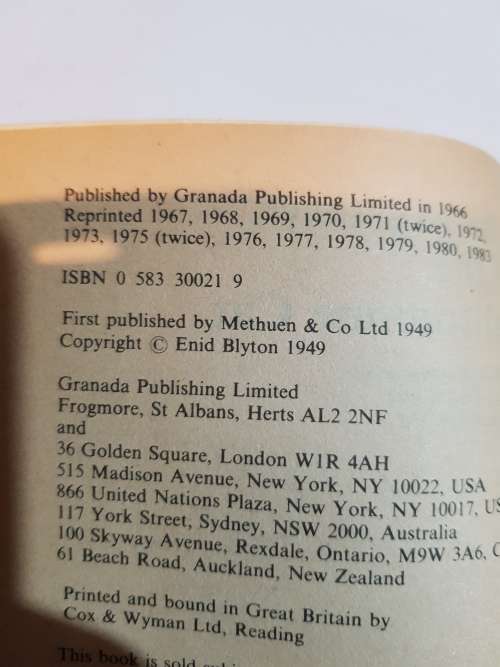 Published by Granada Publishing Limited in 1966
Reprinted 1967, 1968, 1969, 1970, 1971 (twice), 1972,
1973, 1975 (twice), 1976, 1977, 1978, 1979, 1980, 1983
ISBN 0 583 30021 9
First published by Methuen & Co Ltd 1949
Copyright © Enid Blyton 1949
Granada Publishing Limited
Frogmore, St Albans, Herts AL2 2NF
and
36 Golden Square, London W1R 4AH
515 Madison Avenue, New York, NY 10022, USA
866 United Nations Plaza, New York, NY 10017,
117 York Street, Sydney, NSW 2000, Australia
100 Skyway Avenue, Rexdale, Ontario, M9W 3A6,
61 Beach Road, Auckland, New Zealand
Printed and bound in Great Britain by
Cox & Wyman Ltd, Reading
This book is sold